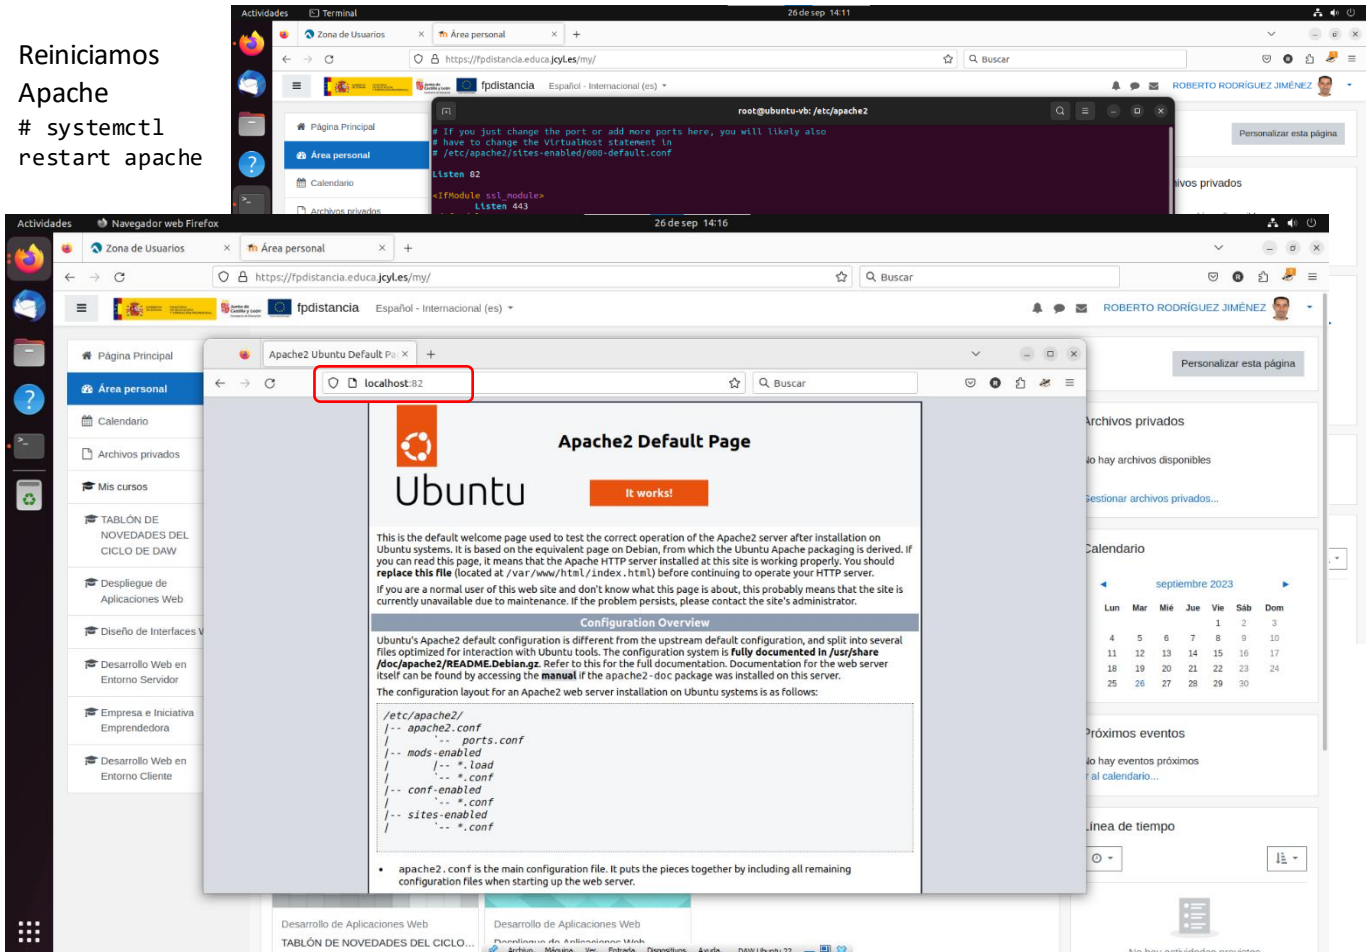 Reiniciamos
Apache
# systemctl
restart apache
Actividades Terminal 26 de sep 14:11
Zona de Usuarios × Área personal × +
https://fpdistancia.educa.jcyl.es/my/ Buscar
fpdistancia Español - Internacional (es) ROBERTO RODRÍGUEZ JIMÉNEZ
Página Principal
Área personal
Calendario
Archivos privados
Personalizar esta página
root@ubuntu-vb: /etc/apache2
# If you just change the port or add more ports here, you will likely also
# have to change the VirtualHost statement in
# /etc/apache2/sites-enabled/000-default.conf
Listen 82
<IfModule ssl_module>
Listen 443
Actividades Navegador web Firefox 26 de sep 14:16
Zona de Usuarios × Área personal × +
https://fpdistancia.educa.jcyl.es/my/ Buscar
fpdistancia Español - Internacional (es) ROBERTO RODRÍGUEZ JIMÉNEZ
Página Principal
Área personal
Calendario
Archivos privados
Mis cursos
TABLÓN DE
NOVEDADES DEL
CICLO DE DAW
Despliegue de
Aplicaciones Web
Diseño de Interfaces
Desarrollo Web en
Entorno Servidor
Empresa e Iniciativa
Emprendedora
Desarrollo Web en
Entorno Cliente
Apache2 Ubuntu Default Pa × +
localhost:82 Buscar
Apache2 Default Page
Ubuntu
It works!
This is the default welcome page used to test the correct operation of the Apache2 server after installation on
Ubuntu systems. It is based on the equivalent page on Debian, from which the Ubuntu Apache packaging is derived. If
you can read this page, it means that the Apache HTTP server installed at this site is working properly. You should
replace this file (located at /var/www/html/index.html) before continuing to operate your HTTP server.
If you are a normal user of this web site and don't know what this page is about, this probably means that the site is
currently unavailable due to maintenance. If the problem persists, please contact the site's administrator.
Configuration Overview
Ubuntu's Apache2 default configuration is different from the upstream default configuration, and split into several
files optimized for interaction with Ubuntu tools. The configuration system is fully documented in /usr/share
/doc/apache2/README.Debian.gz. Refer to this for the full documentation. Documentation for the web server
itself can be found by accessing the manual if the apache2-doc package was installed on this server.
The configuration layout for an Apache2 web server installation on Ubuntu systems is as follows:
/etc/apache2/
|-- apache2.conf
| `-- ports.conf
|-- mods-enabled
| |-- *.load
| `-- *.conf
|-- conf-enabled
| `-- *.conf
|-- sites-enabled
| `-- *.conf
• apache2.conf is the main configuration file. It puts the pieces together by including all remaining
configuration files when starting up the web server.
Personalizar esta página
Archivos privados
No hay archivos disponibles
Gestionar archivos privados...
Calendario
◄ septiembre 2023 ►
Lun Mar Mié Jue Vie Sáb Dom
1 2 3
4 5 6 7 8 9 10
11 12 13 14 15 16 17
18 19 20 21 22 23 24
25 26 27 28 29 30
Próximos eventos
No hay eventos próximos
Ir al calendario...
Línea de tiempo
Desarrollo de Aplicaciones Web Desarrollo de Aplicaciones Web
TABLÓN DE NOVEDADES DEL CICLO... Despliegue de Aplicaciones Web
Archivo Máquina Ver Entrada Dispositivos Ayuda DAW Ubuntu 22
No hay actividades previstas